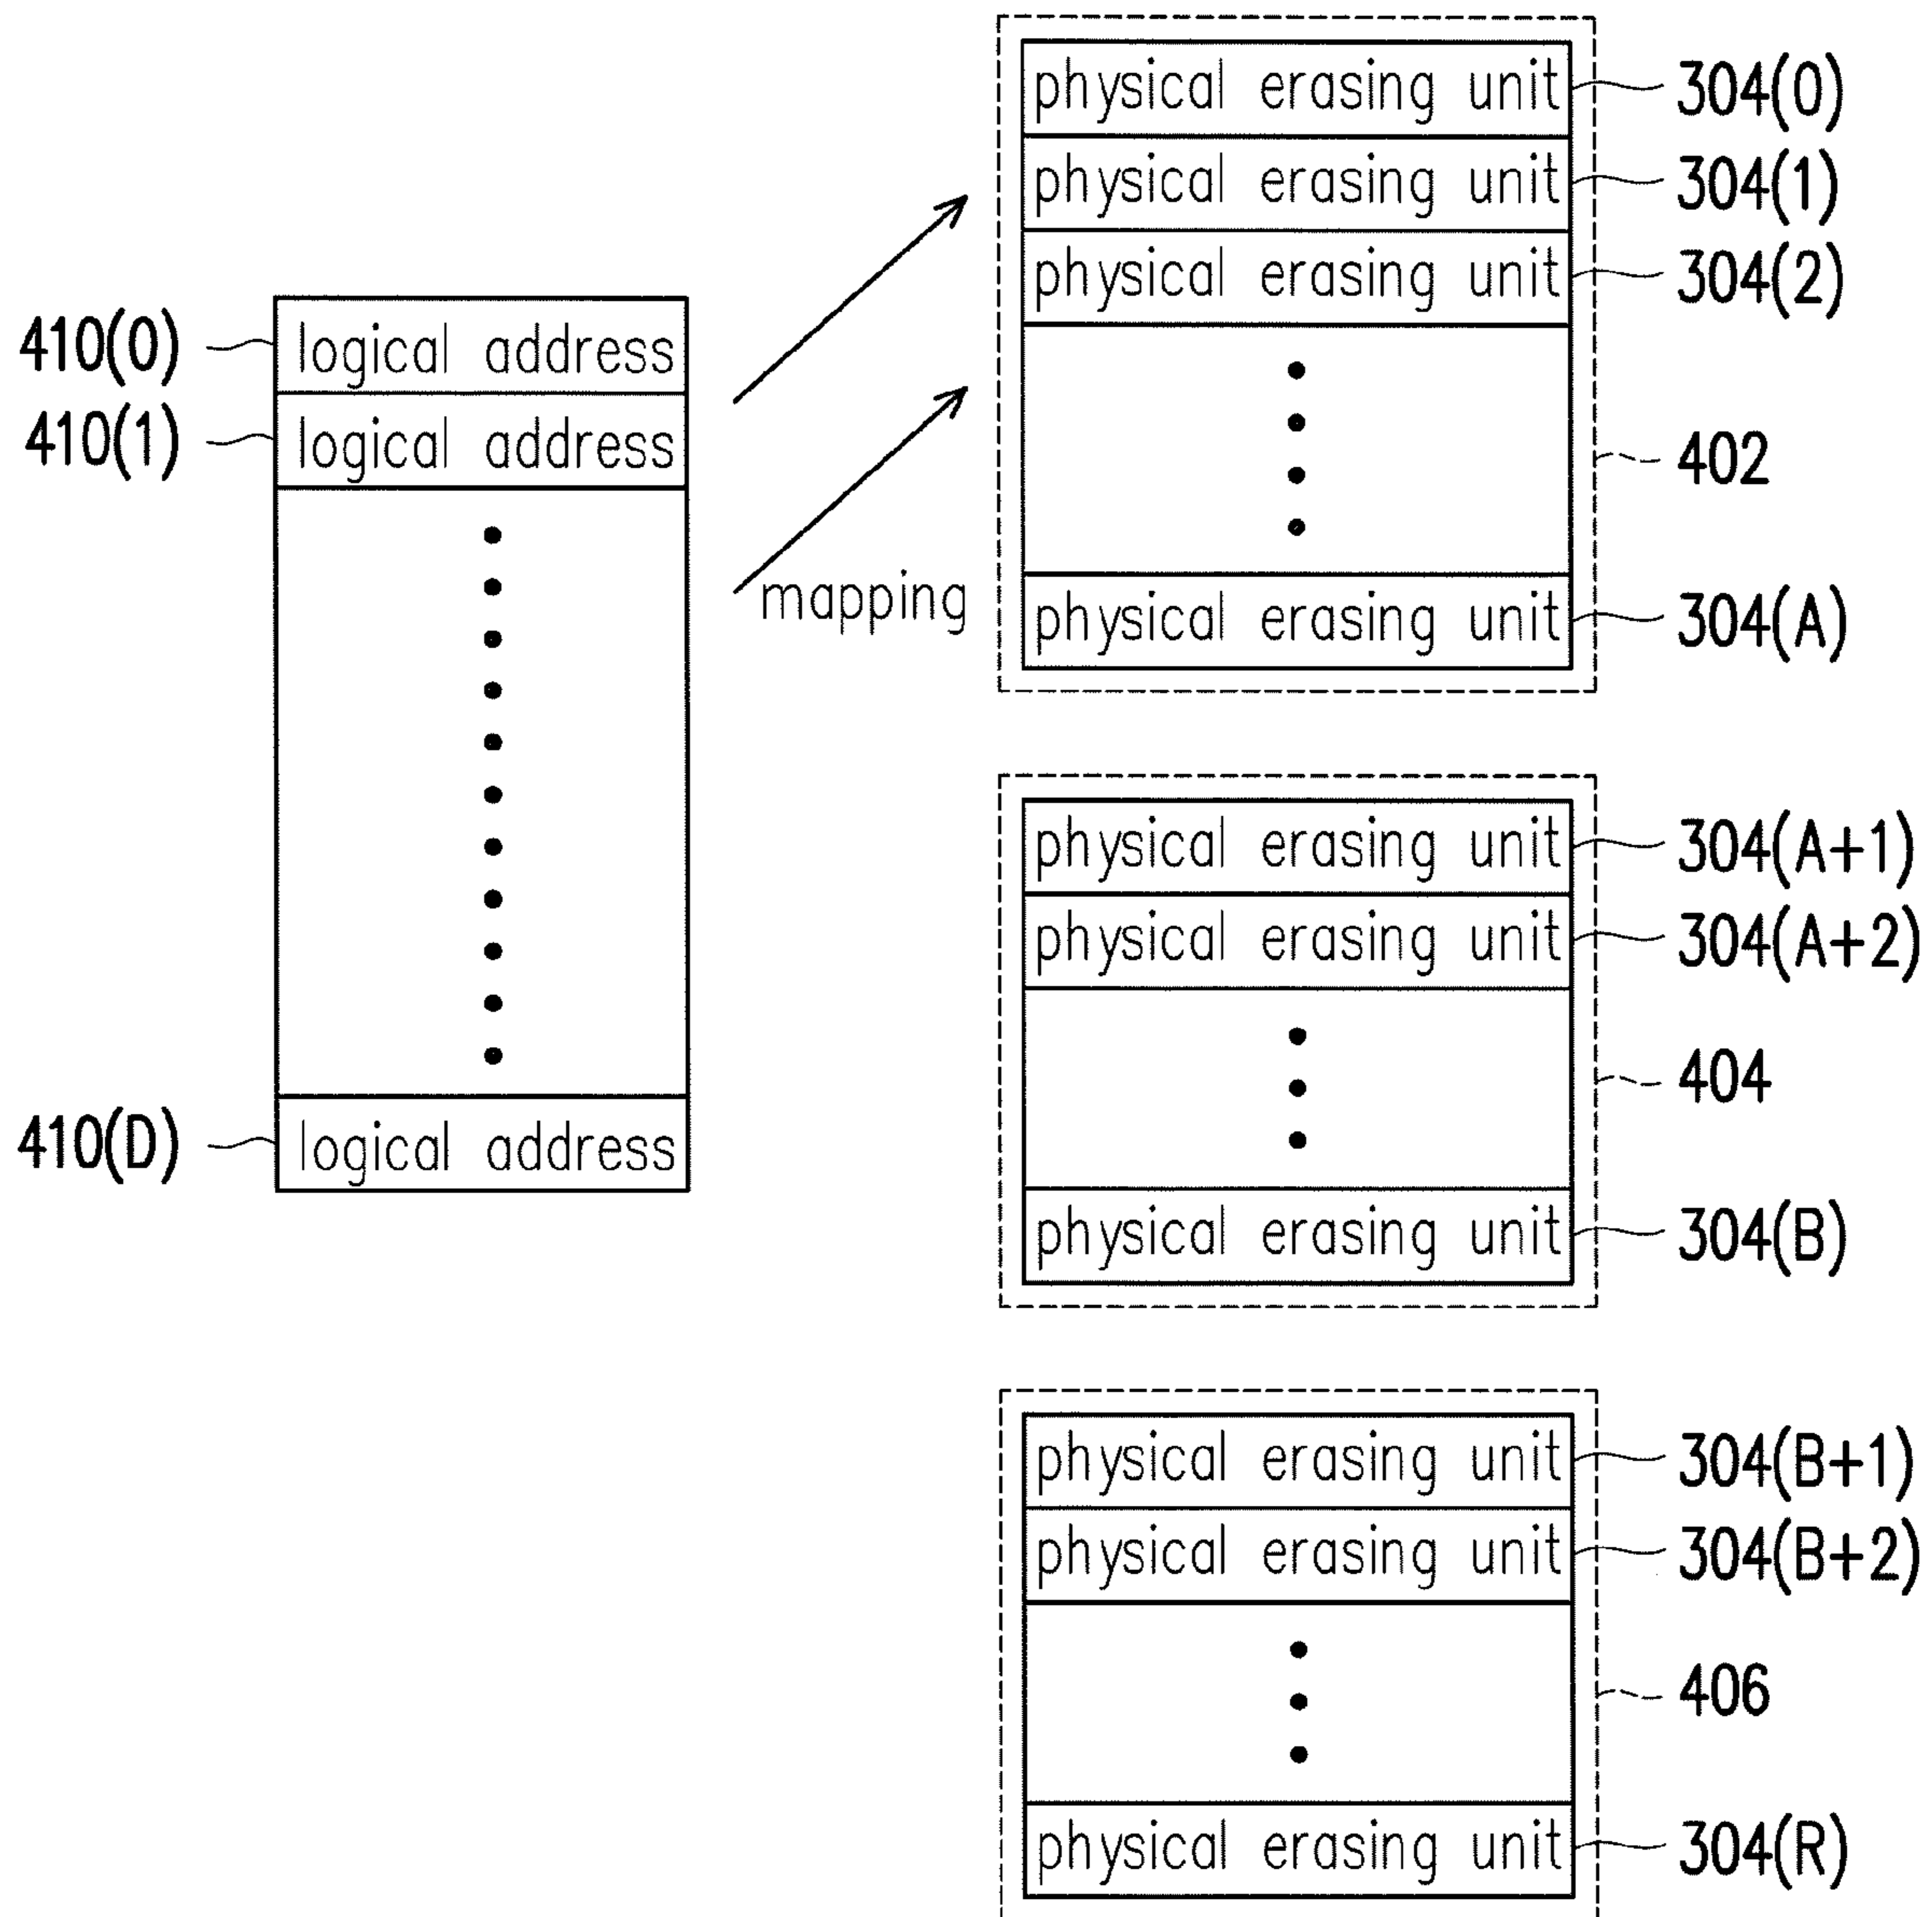 physical erasing unit 304(0)
physical erasing unit 304(1)
physical erasing unit 304(2)
410(0) logical address
410(1) logical address
402
mapping
physical erasing unit 304(A)
physical erasing unit 304(A+1)
physical erasing unit 304(A+2)
404
410(D) logical address
physical erasing unit 304(B)
physical erasing unit 304(B+1)
physical erasing unit 304(B+2)
406
physical erasing unit 304(R)